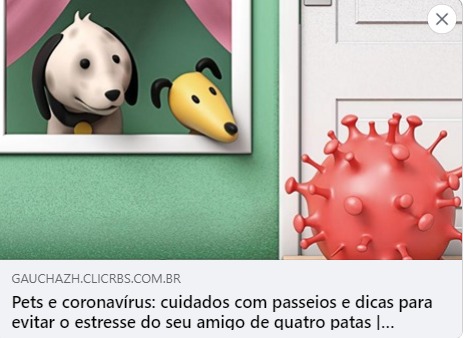 GAUCHAZH.CLICRBS.COM.BR
Pets e coronavírus: cuidados com passeios e dicas para
evitar o estresse do seu amigo de quatro patas |...